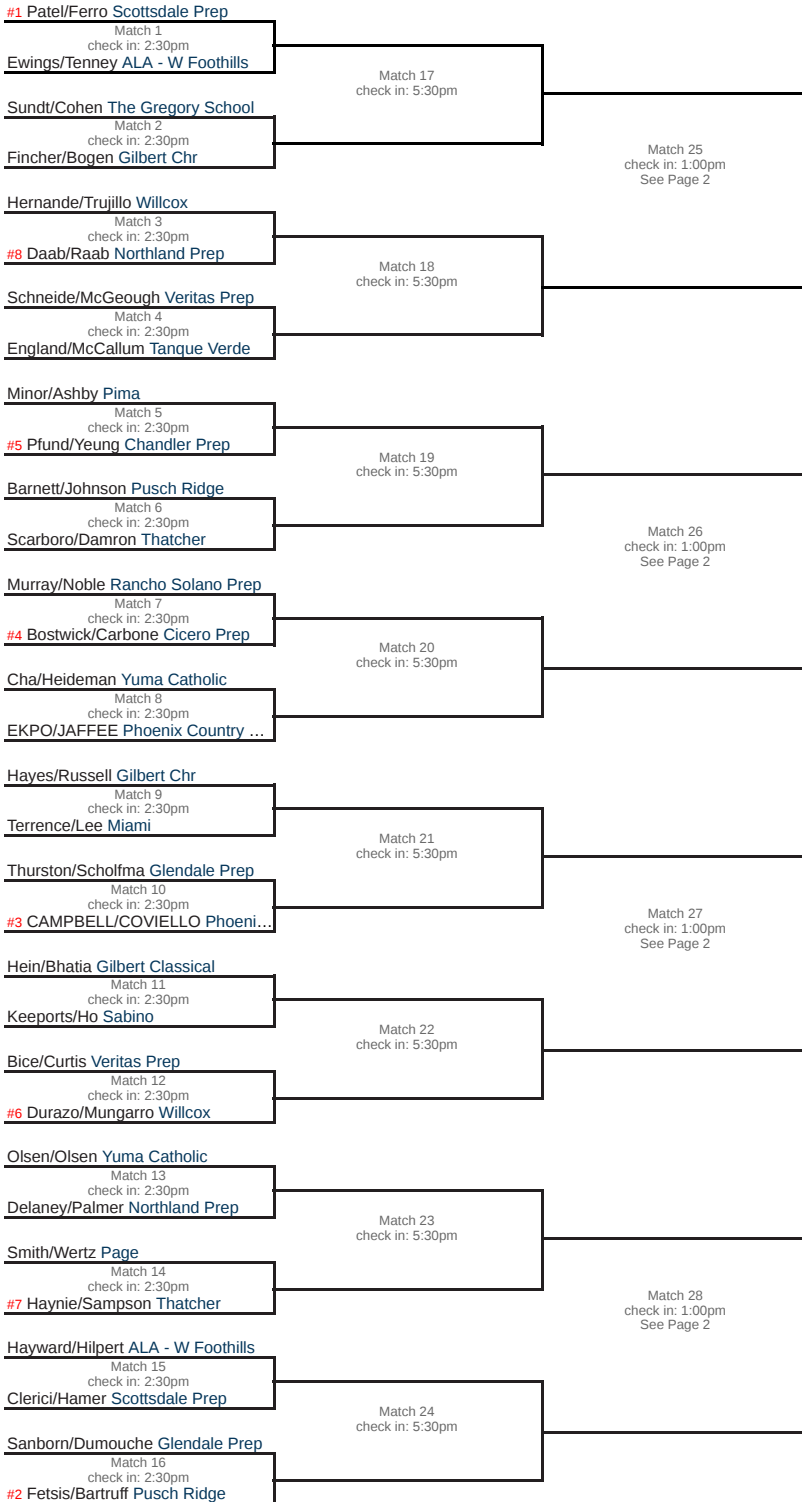 #1 Patel/Ferro Scottsdale Prep
Match 1
check in: 2:30pm
Ewings/Tenney ALA - W Foothills
Match 17
check in: 5:30pm
Sundt/Cohen The Gregory School
Match 2
check in: 2:30pm
Fincher/Bogen Gilbert Chr
Match 25
check in: 1:00pm
See Page 2
Hernande/Trujillo Willcox
Match 3
check in: 2:30pm
#8 Daab/Raab Northland Prep
Match 18
check in: 5:30pm
Schneide/McGeough Veritas Prep
Match 4
check in: 2:30pm
England/McCallum Tanque Verde
Minor/Ashby Pima
Match 5
check in: 2:30pm
#5 Pfund/Yeung Chandler Prep
Match 19
check in: 5:30pm
Barnett/Johnson Pusch Ridge
Match 6
check in: 2:30pm
Scarboro/Damron Thatcher
Match 26
check in: 1:00pm
See Page 2
Murray/Noble Rancho Solano Prep
Match 7
check in: 2:30pm
#4 Bostwick/Carbone Cicero Prep
Match 20
check in: 5:30pm
Cha/Heideman Yuma Catholic
Match 8
check in: 2:30pm
EKPO/JAFFEE Phoenix Country …
Hayes/Russell Gilbert Chr
Match 9
check in: 2:30pm
Terrence/Lee Miami
Match 21
check in: 5:30pm
Thurston/Scholfma Glendale Prep
Match 10
check in: 2:30pm
#3 CAMPBELL/COVIELLO Phoeni…
Match 27
check in: 1:00pm
See Page 2
Hein/Bhatia Gilbert Classical
Match 11
check in: 2:30pm
Keeports/Ho Sabino
Match 22
check in: 5:30pm
Bice/Curtis Veritas Prep
Match 12
check in: 2:30pm
#6 Durazo/Mungarro Willcox
Olsen/Olsen Yuma Catholic
Match 13
check in: 2:30pm
Delaney/Palmer Northland Prep
Match 23
check in: 5:30pm
Smith/Wertz Page
Match 14
check in: 2:30pm
#7 Haynie/Sampson Thatcher
Match 28
check in: 1:00pm
See Page 2
Hayward/Hilpert ALA - W Foothills
Match 15
check in: 2:30pm
Clerici/Hamer Scottsdale Prep
Match 24
check in: 5:30pm
Sanborn/Dumouche Glendale Prep
Match 16
check in: 2:30pm
#2 Fetsis/Bartruff Pusch Ridge